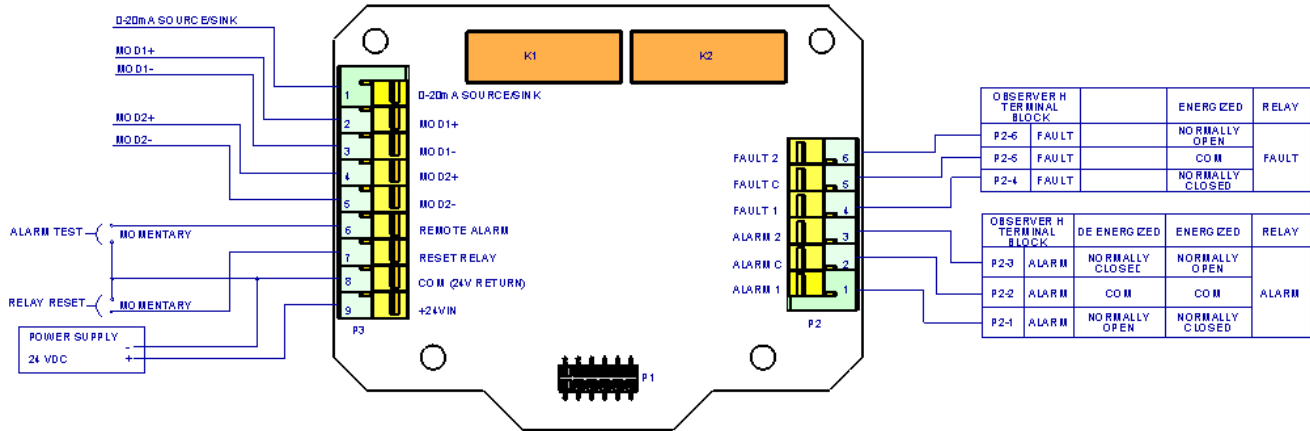 0-20mA SOURCE/SINK
MOD1+
MOD1-
MOD2+
MOD2-
ALARM TEST
MOMENTARY
RELAY RESET
MOMENTARY
POWER SUPPLY
-
24 VDC
+
K1
K2
1
0-20mA SOURCE/SINK
2
MOD1+
3
MOD1-
4
MOD2+
5
MOD2-
6
REMOTE ALARM
7
RESET RELAY
8
COM (24V RETURN)
9
+24VIN
P3
P1
FAULT 2
6
FAULT C
5
FAULT 1
4
ALARM 2
3
ALARM C
2
ALARM 1
1
P2
OBSERVER H
TERMINAL
BLOCK
ENERGIZED
RELAY
P2-6
FAULT
NORMALLY
OPEN
P2-5
FAULT
COM
FAULT
P2-4
FAULT
NORMALLY
CLOSED
OBSERVER H
TERMINAL
BLOCK
DE ENERGIZED
ENERGIZED
RELAY
P2-3
ALARM
NORMALLY
CLOSED
NORMALLY
OPEN
P2-2
ALARM
COM
COM
ALARM
P2-1
ALARM
NORMALLY
OPEN
NORMALLY
CLOSED